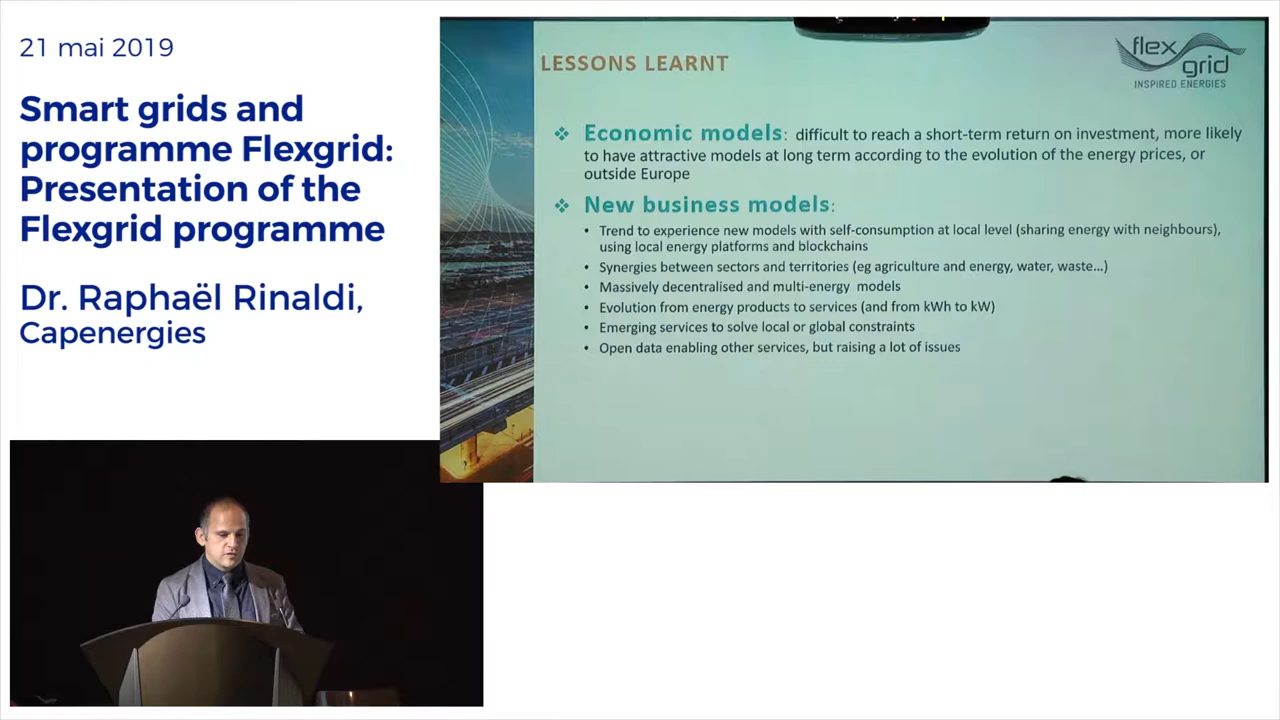 21 mai 2019
Smart grids and
programme Flexgrid:
Presentation of the
Flexgrid programme
Dr. Raphaël Rinaldi,
Capenergies
LESSONS LEARNT
flex
grid
INSPIRED ENERGIES
❖ Economic models: difficult to reach a short-term return on investment, more likely
to have attractive models at long term according to the evolution of the energy prices, or
outside Europe
❖ New business models:
• Trend to experience new models with self-consumption at local level (sharing energy with neighbours),
using local energy platforms and blockchains
• Synergies between sectors and territories (eg agriculture and energy, water, waste…)
• Massively decentralised and multi-energy models
• Evolution from energy products to services (and from kWh to kW)
• Emerging services to solve local or global constraints
• Open data enabling other services, but raising a lot of issues